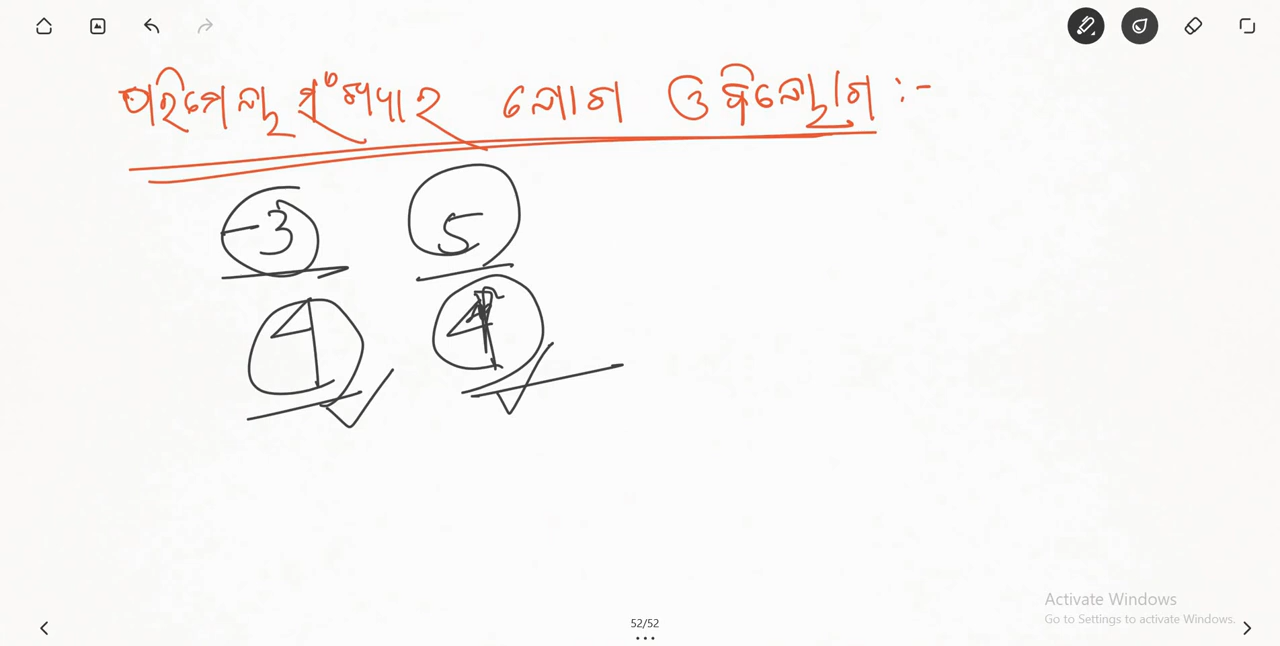 ପରିମେୟ ସଂଖ୍ୟାର ଯୋଗ ଓ ବିୟୋଗ :-
-3 5
4 4
Activate Windows
Go to Settings to activate Windows.
52/52